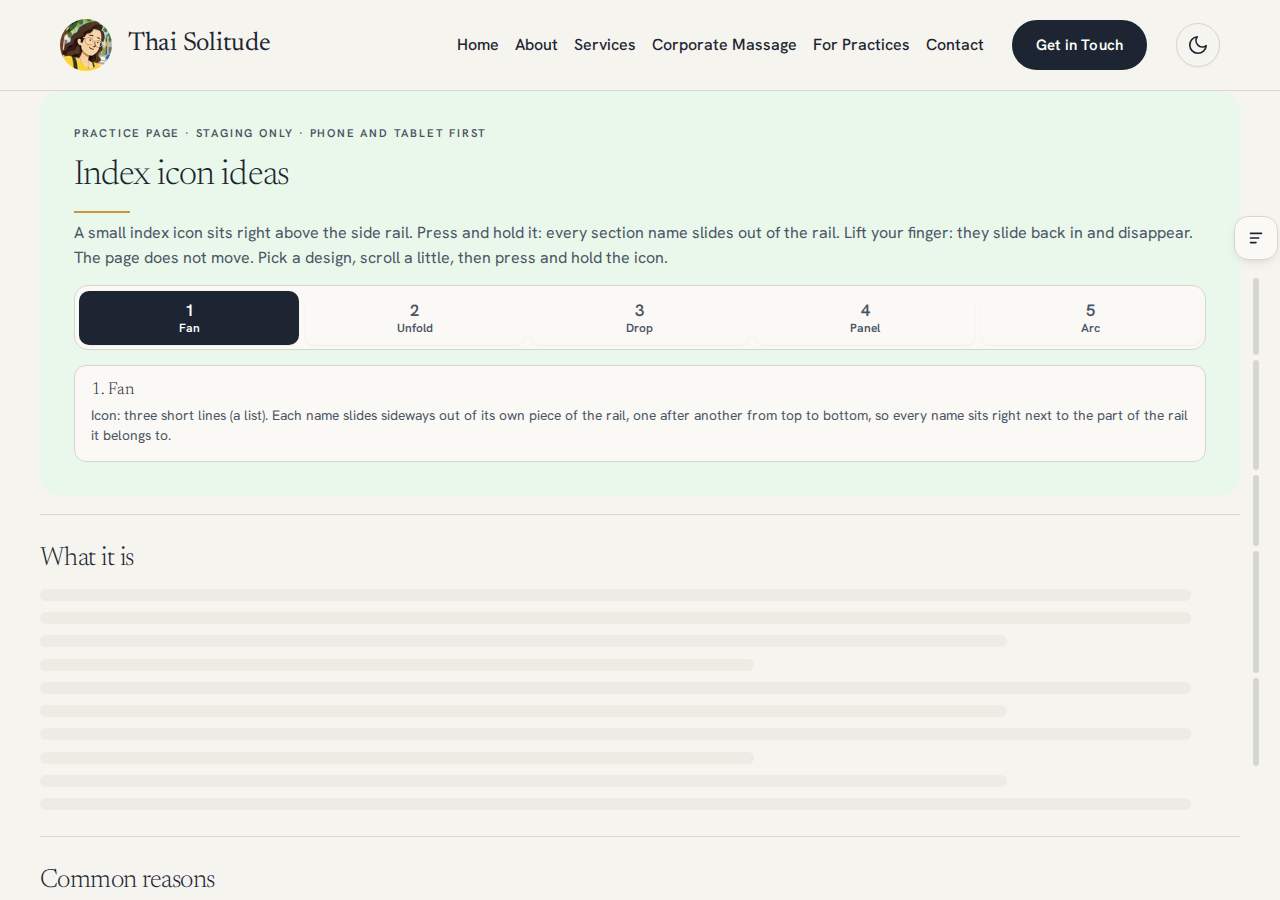 Thai Solitude
Home About Services Corporate Massage For Practices Contact Get in Touch
PRACTICE PAGE · STAGING ONLY · PHONE AND TABLET FIRST
Index icon ideas
A small index icon sits right above the side rail. Press and hold it: every section name slides out of the rail. Lift your finger: they slide back in and disappear.
The page does not move. Pick a design, scroll a little, then press and hold the icon.
1
Fan
2
Unfold
3
Drop
4
Panel
5
Arc
1. Fan
Icon: three short lines (a list). Each name slides sideways out of its own piece of the rail, one after another from top to bottom, so every name sits right next to the part of the rail
it belongs to.
What it is
Common reasons